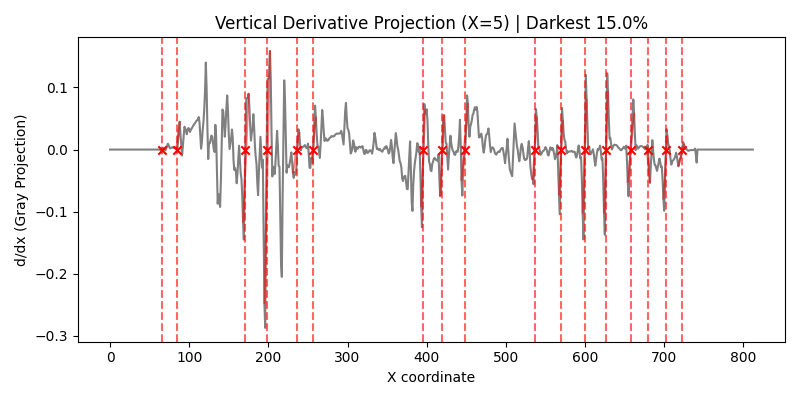 Vertical Derivative Projection (X=5) | Darkest 15.0%
0.1
0.0
−0.1
−0.2
−0.3
d/dx (Gray Projection)
0 100 200 300 400 500 600 700 800
X coordinate